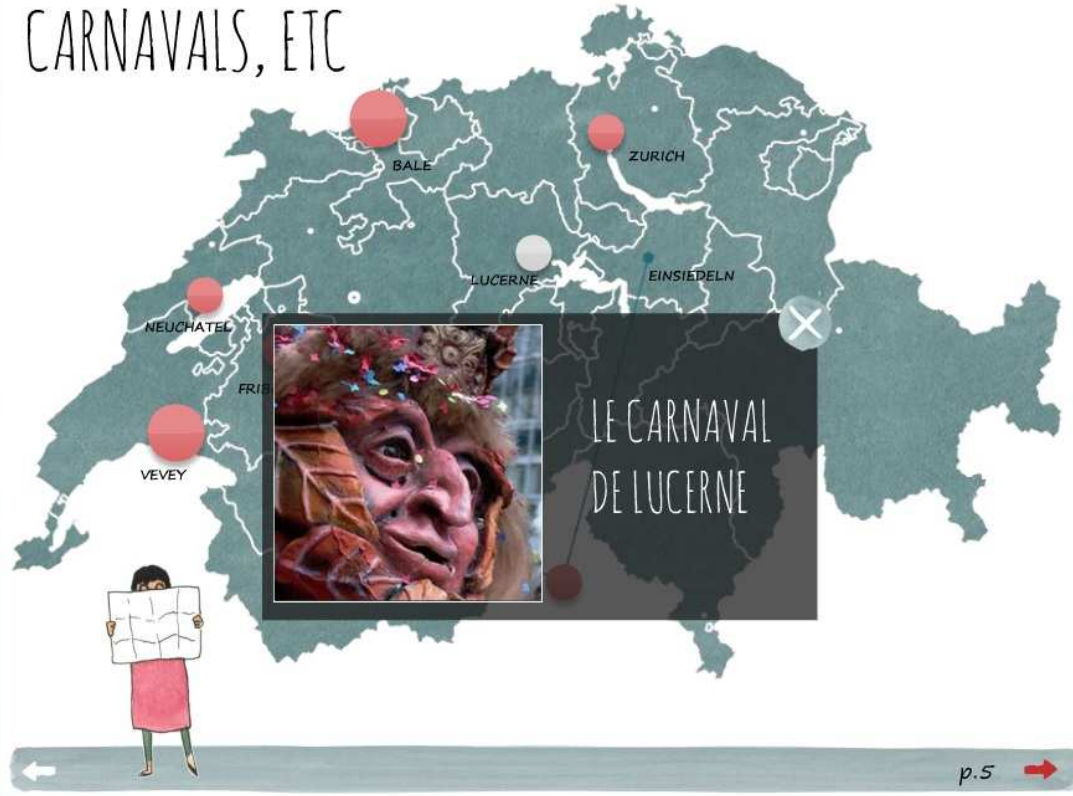 CARNAVALS, ETC
BALE
ZURICH
LUCERNE
EINSIEDELN
NEUCHATEL
LE CARNAVAL
DE LUCERNE
VEVEY
p.5